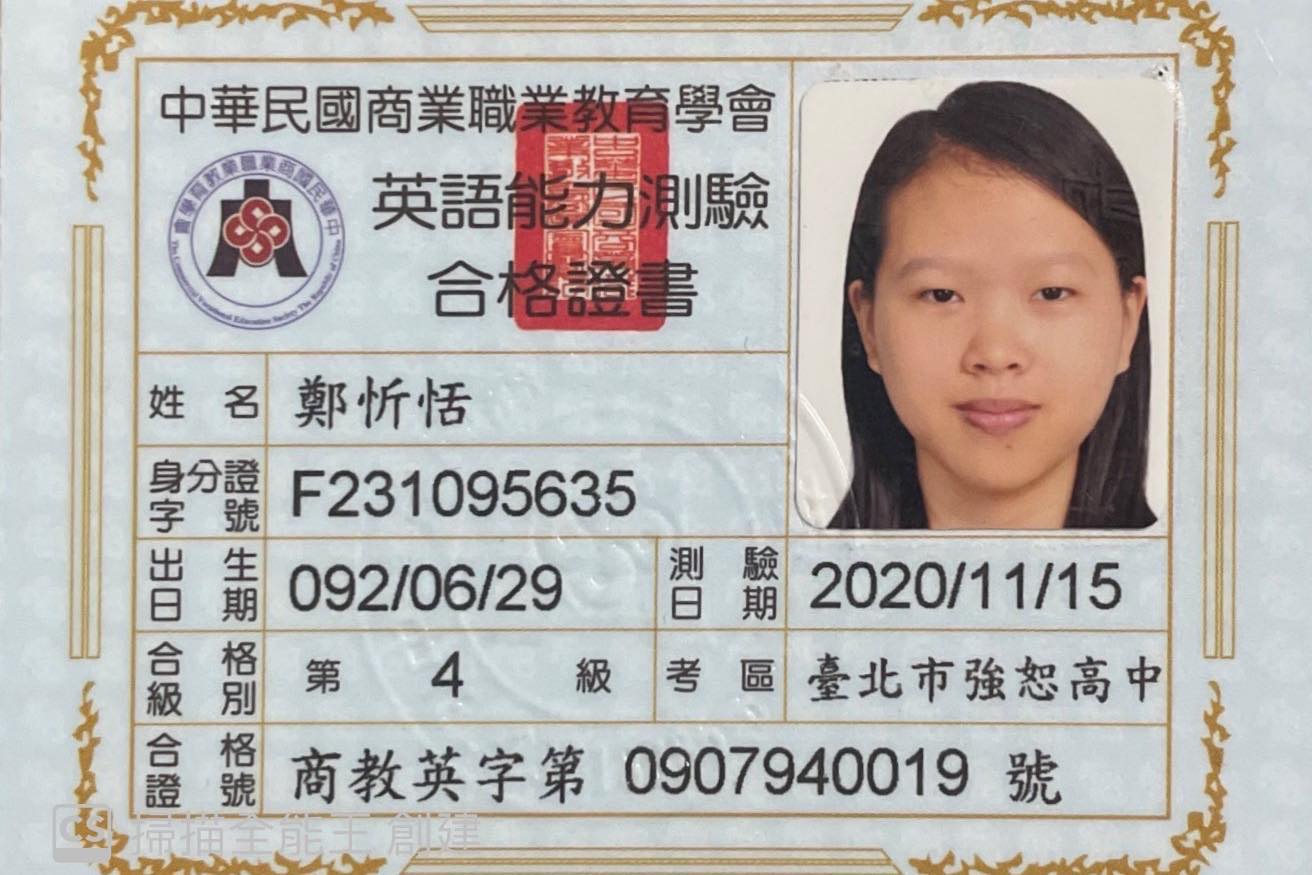 中華民國商業職業教育學會
英語能力測驗
合格證書
中華民國商業職業教育學會
The Commercial Vocational Education Society The Republic of China
姓名 鄭忻恬
身分證字號 F231095635
出生日期 092/06/29 測驗日期 2020/11/15
合格級別 第 4 級 考區 臺北市強恕高中
合格證號 商教英字第 0907940019 號
CS 掃描全能王 創建